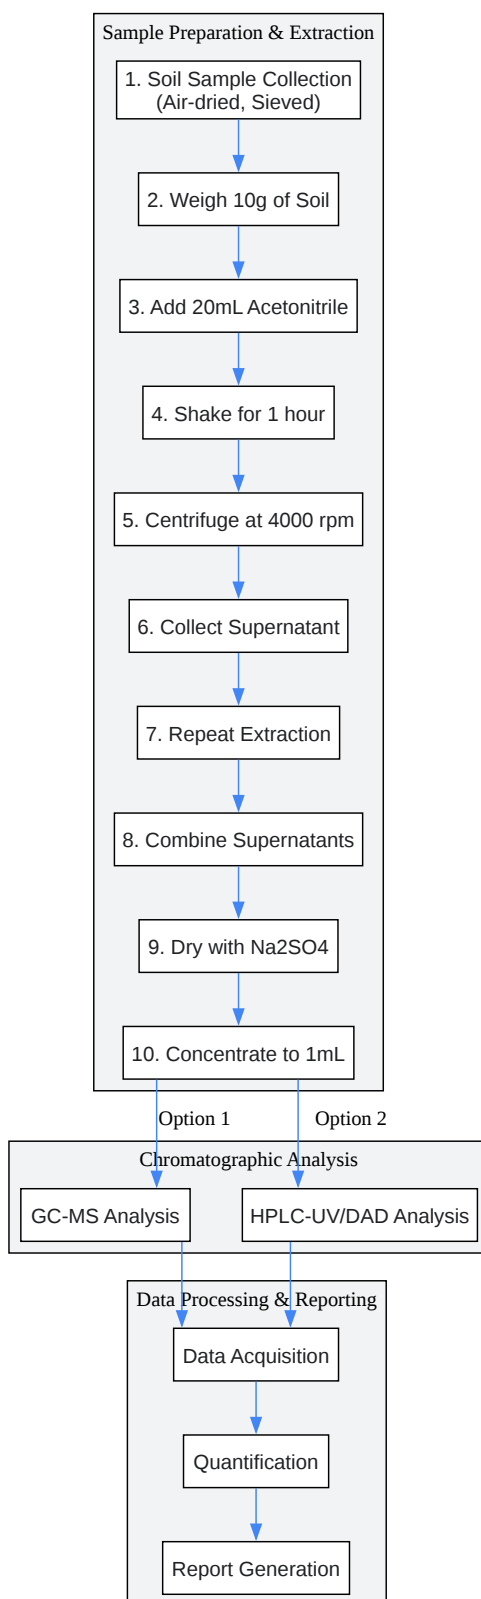 Sample Preparation & Extraction
1. Soil Sample Collection
(Air-dried, Sieved)
2. Weigh 10g of Soil
3. Add 20mL Acetonitrile
4. Shake for 1 hour
5. Centrifuge at 4000 rpm
6. Collect Supernatant
7. Repeat Extraction
8. Combine Supernatants
9. Dry with Na2SO4
10. Concentrate to 1mL
Option 1
Option 2
Chromatographic Analysis
GC-MS Analysis
HPLC-UV/DAD Analysis
Data Processing & Reporting
Data Acquisition
Quantification
Report Generation